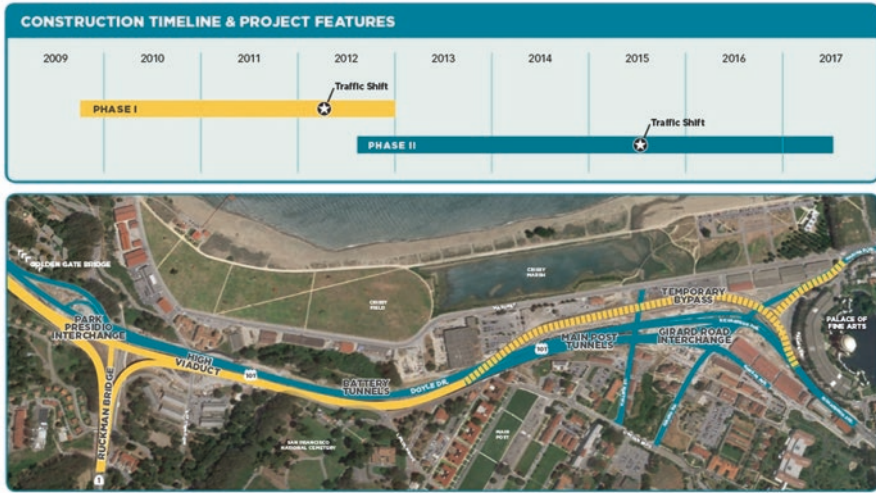 CONSTRUCTION TIMELINE & PROJECT FEATURES
2009 2010 2011 2012 2013 2014 2015 2016 2017
Traffic Shift
PHASE I
Traffic Shift
PHASE II
GOLDEN GATE BRIDGE
CRISSY
MARSH
CRISSY
FIELD
TEMPORARY
BYPASS
PARK
PRESIDIO
INTERCHANGE
PALACE OF
FINE ARTS
HIGH
VIADUCT
101
MAIN POST
TUNNELS
101
GIRARD ROAD
INTERCHANGE
BATTERY
TUNNELS
DOYLE DR.
RUCKMAN BRIDGE
SAN FRANCISCO
NATIONAL CEMETERY
MAIN
POST
1